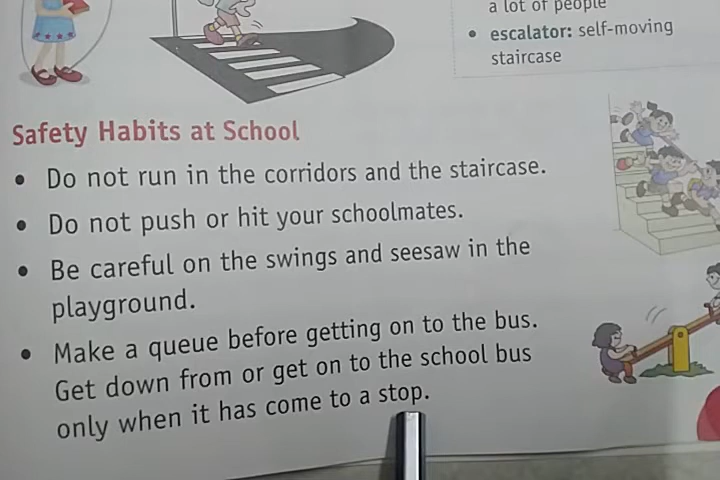 a lot of people
• escalator: self-moving
staircase
Safety Habits at School
• Do not run in the corridors and the staircase.
• Do not push or hit your schoolmates.
• Be careful on the swings and seesaw in the
playground.
• Make a queue before getting on to the bus.
Get down from or get on to the school bus
only when it has come to a stop.